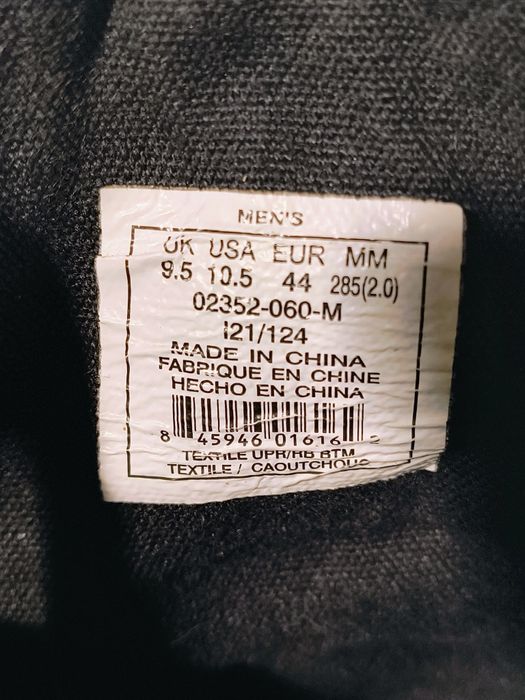 MEN'S
UK USA EUR MM
9.5 10.5 44 285(2.0)
02352-060-M
I21/124
MADE IN CHINA
FABRIQUE EN CHINE
HECHO EN CHINA
8 45946 01616 2
TEXTILE UPR/RB BTM
TEXTILE / CAOUTCHOUC